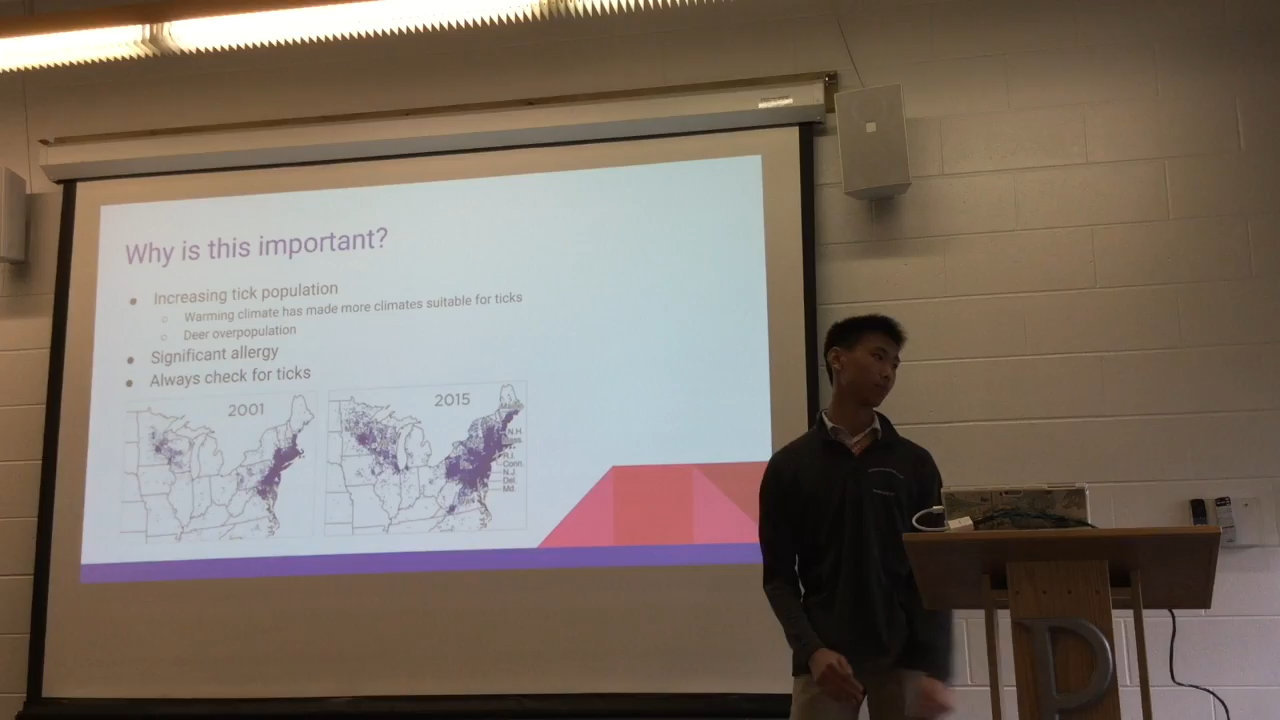 Why is this important?
● Increasing tick population
○ Warming climate has made more climates suitable for ticks
○ Deer overpopulation
● Significant allergy
● Always check for ticks
2001
2015
N.H.
R.I.
Conn.
N.J.
Del.
Md.
P